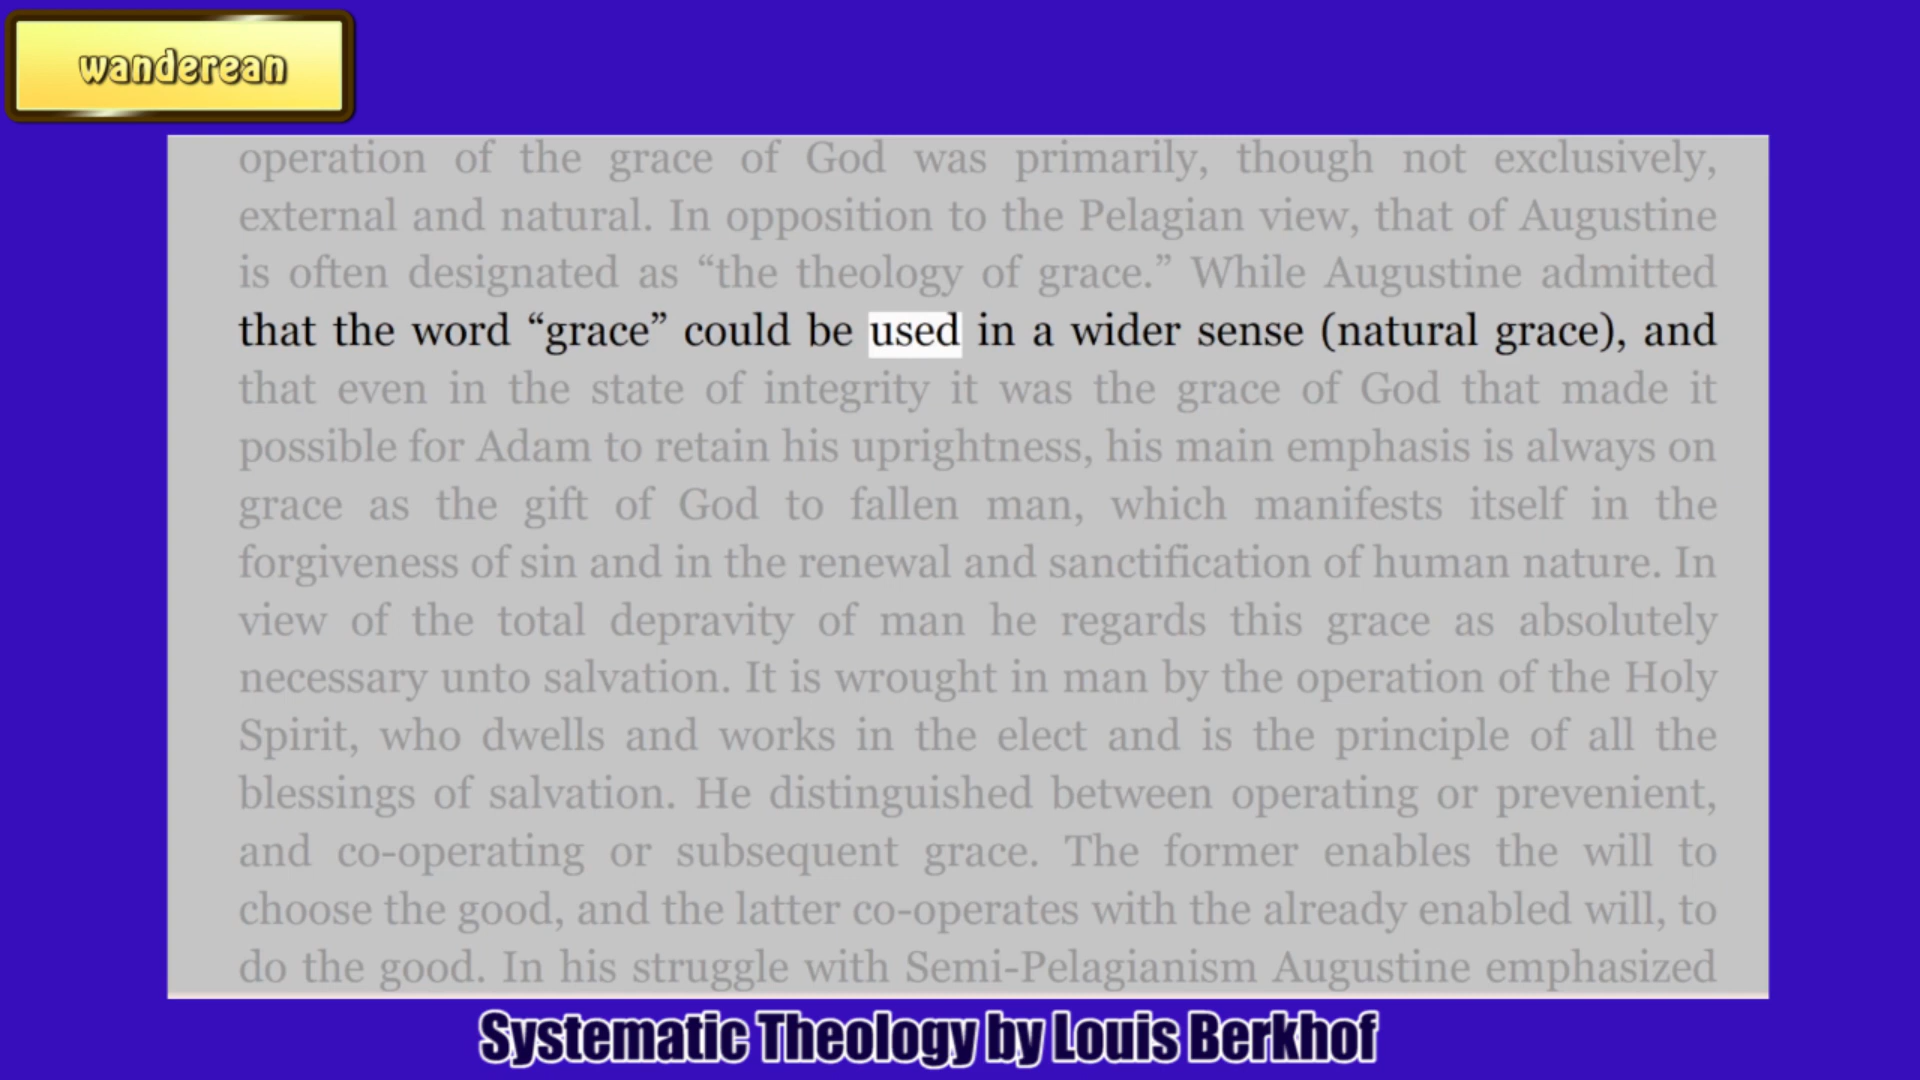 wanderean
operation of the grace of God was primarily, though not exclusively,
external and natural. In opposition to the Pelagian view, that of Augustine
is often designated as “the theology of grace.” While Augustine admitted
that the word “grace” could be used in a wider sense (natural grace), and
that even in the state of integrity it was the grace of God that made it
possible for Adam to retain his uprightness, his main emphasis is always on
grace as the gift of God to fallen man, which manifests itself in the
forgiveness of sin and in the renewal and sanctification of human nature. In
view of the total depravity of man he regards this grace as absolutely
necessary unto salvation. It is wrought in man by the operation of the Holy
Spirit, who dwells and works in the elect and is the principle of all the
blessings of salvation. He distinguished between operating or prevenient,
and co-operating or subsequent grace. The former enables the will to
choose the good, and the latter co-operates with the already enabled will, to
do the good. In his struggle with Semi-Pelagianism Augustine emphasized
Systematic Theology by Louis Berkhof